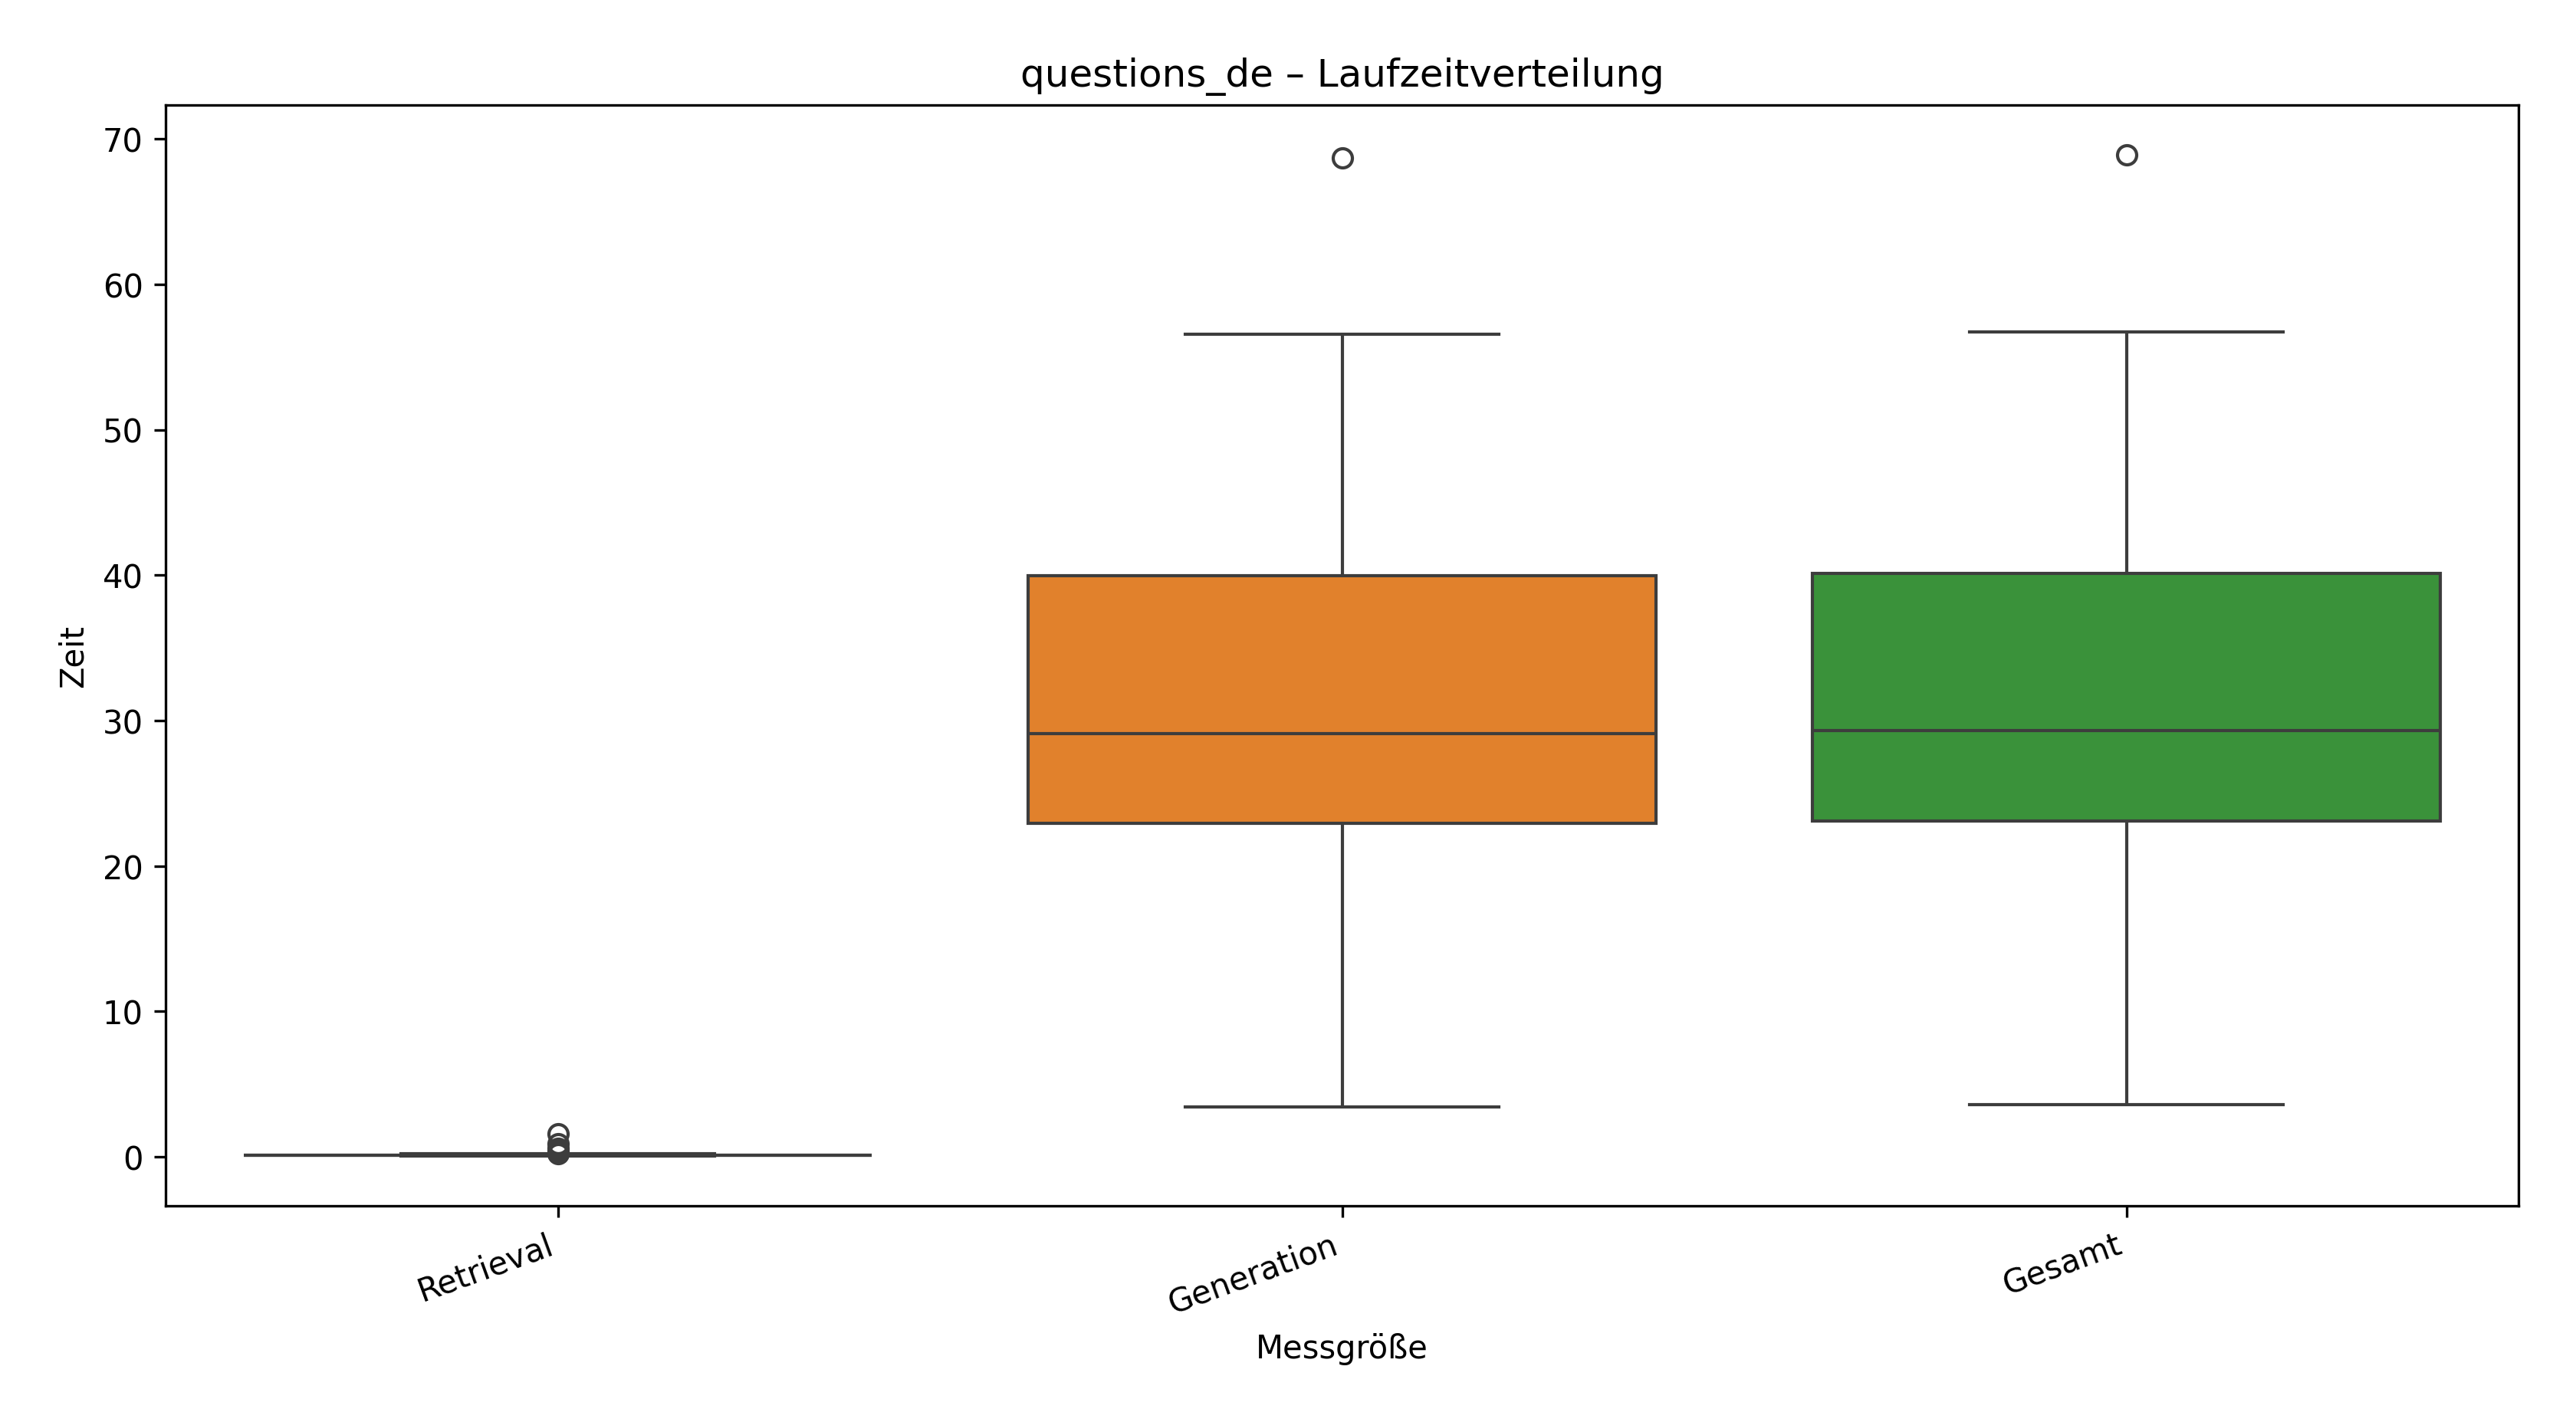 questions_de – Laufzeitverteilung
70
60
50
40
30
20
10
0
Zeit
Retrieval
Generation
Gesamt
Messgröße